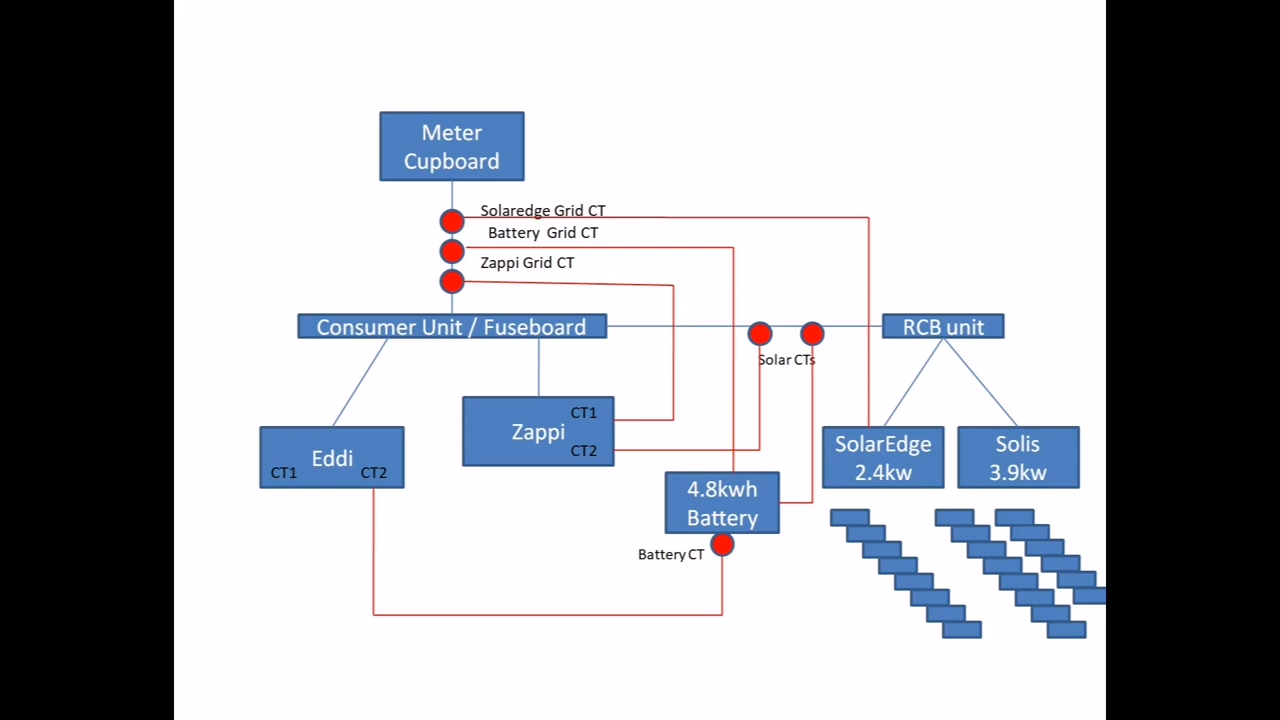 Meter
Cupboard
Solaredge Grid CT
Battery Grid CT
Zappi Grid CT
Consumer Unit / Fuseboard
RCB unit
Solar CTs
CT1
Zappi
CT2
Eddi
CT1
CT2
SolarEdge
2.4kw
Solis
3.9kw
4.8kwh
Battery
Battery CT